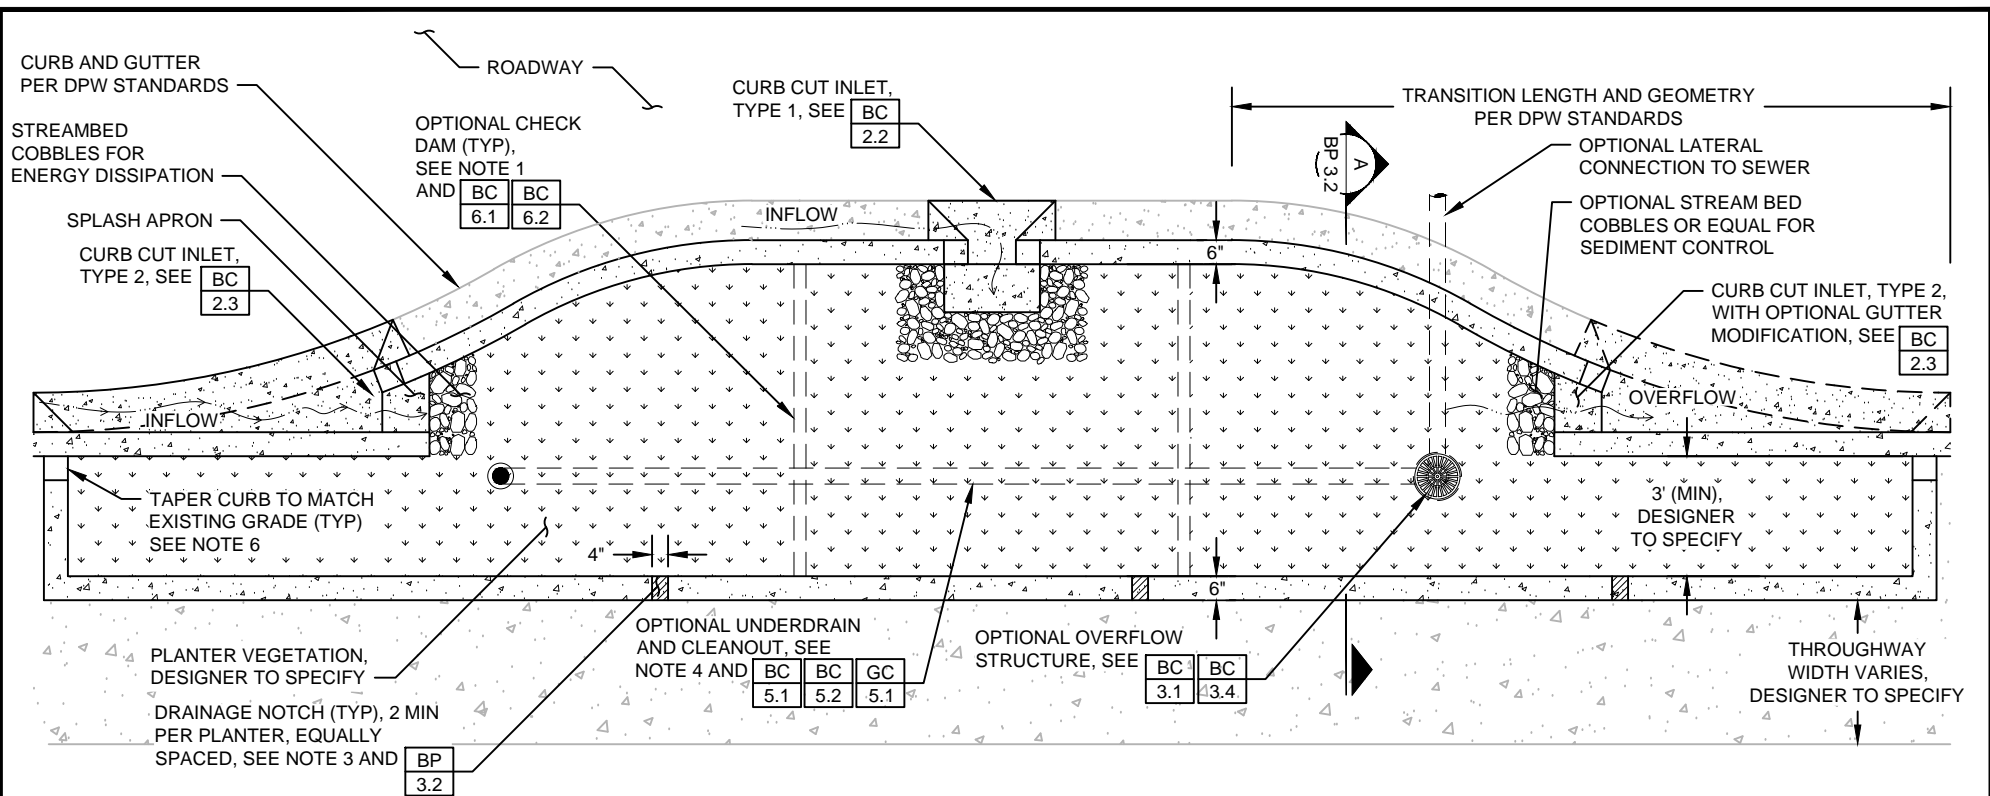 CURB AND GUTTER
PER DPW STANDARDS
ROADWAY
STREAMBED
COBBLES FOR
ENERGY DISSIPATION
SPLASH APRON
CURB CUT INLET,
TYPE 2, SEE BC
2.3
OPTIONAL CHECK
DAM (TYP),
SEE NOTE 1
AND BC BC
6.1 6.2
CURB CUT INLET,
TYPE 1, SEE BC
2.2
TRANSITION LENGTH AND GEOMETRY
PER DPW STANDARDS
A
BP 3.2
OPTIONAL LATERAL
CONNECTION TO SEWER
OPTIONAL STREAM BED
COBBLES OR EQUAL FOR
SEDIMENT CONTROL
CURB CUT INLET, TYPE 2,
WITH OPTIONAL GUTTER
MODIFICATION, SEE BC
2.3
INFLOW
6"
INFLOW
OVERFLOW
TAPER CURB TO MATCH
EXISTING GRADE (TYP)
SEE NOTE 6
3' (MIN),
DESIGNER
TO SPECIFY
4"
6"
PLANTER VEGETATION,
DESIGNER TO SPECIFY
DRAINAGE NOTCH (TYP), 2 MIN
PER PLANTER, EQUALLY
SPACED, SEE NOTE 3 AND BP
3.2
OPTIONAL UNDERDRAIN
AND CLEANOUT, SEE
NOTE 4 AND BC BC GC
5.1 5.2 5.1
OPTIONAL OVERFLOW
STRUCTURE, SEE BC BC
3.1 3.4
THROUGHWAY
WIDTH VARIES,
DESIGNER TO SPECIFY